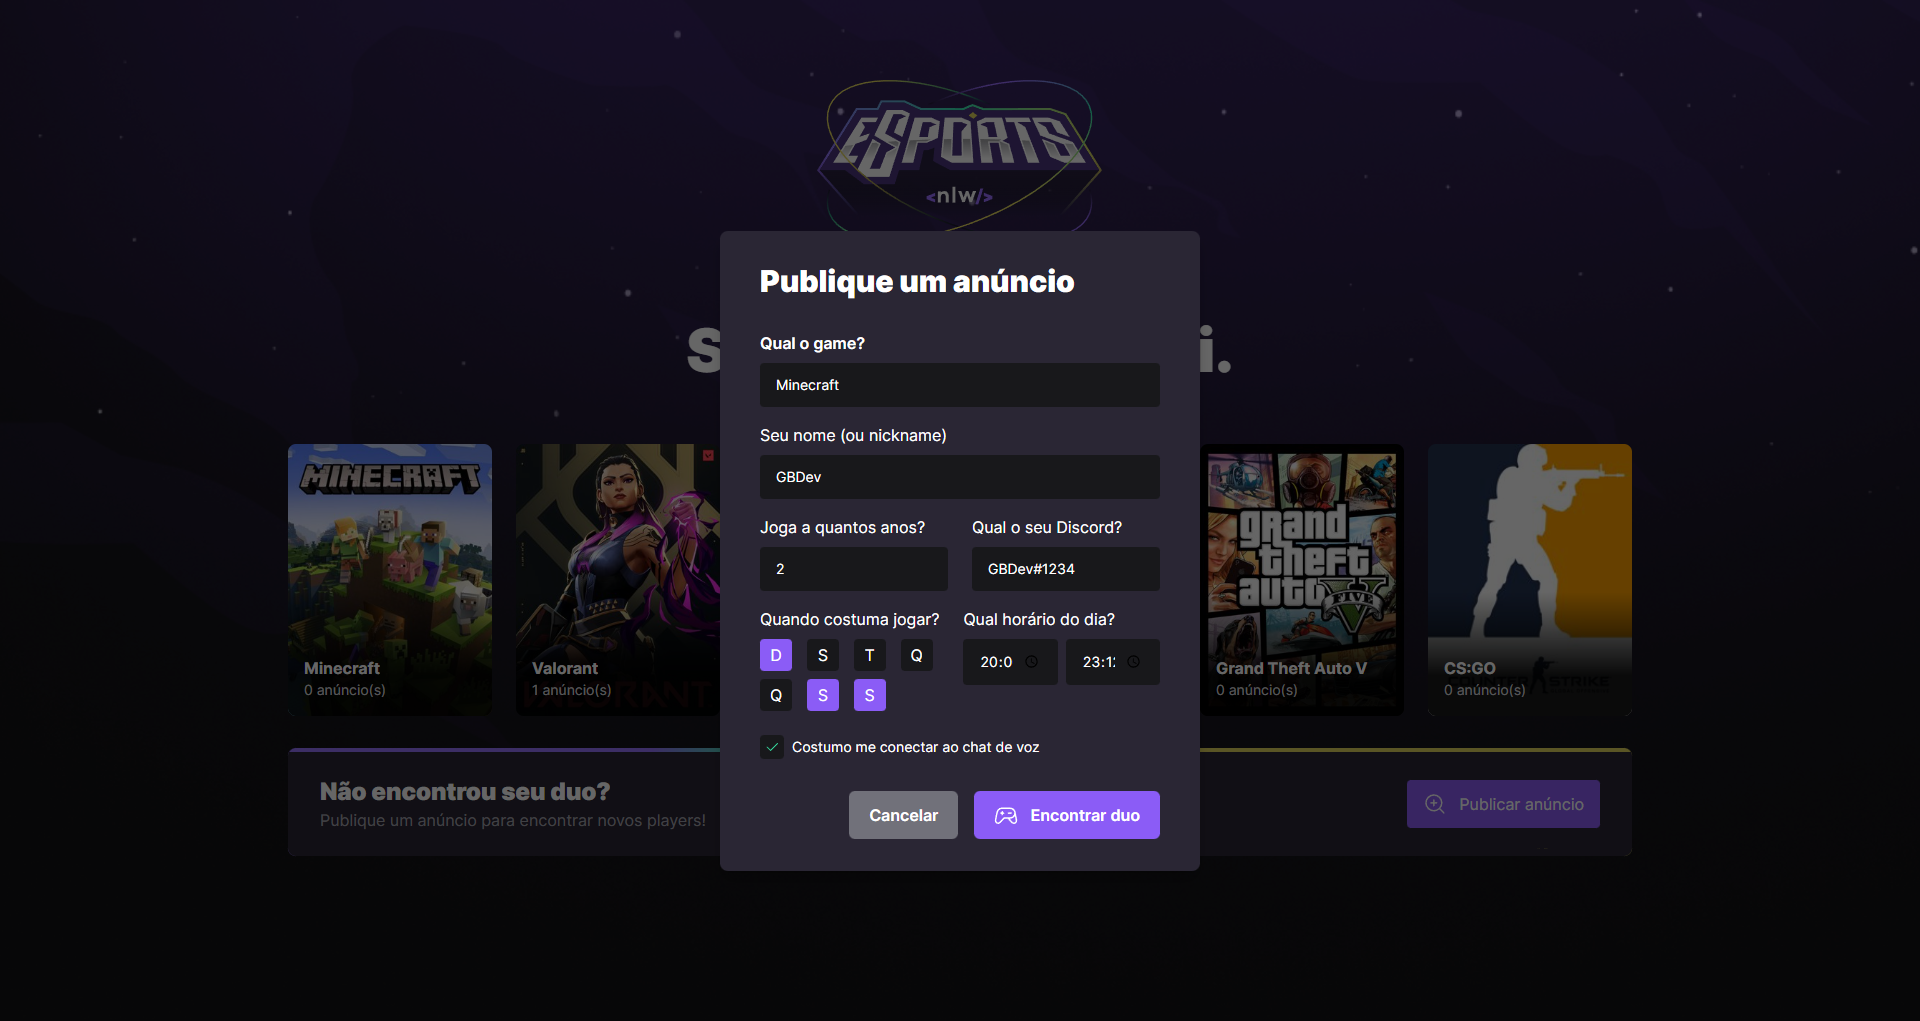 ESPORTS
<nlw/>
S
i.
Publique um anúncio
Qual o game?
Minecraft
Seu nome (ou nickname)
GBDev
Joga a quantos anos?
Qual o seu Discord?
2
GBDev#1234
Quando costuma jogar?
Qual horário do dia?
D S T Q
Q S S
20:0
23:1
Costumo me conectar ao chat de voz
Cancelar
Encontrar duo
MINECRAFT
Minecraft
0 anúncio(s)
Valorant
1 anúncio(s)
VALORANT
grand
theft
auto
V
FIVE
Grand Theft Auto V
0 anúncio(s)
CS:GO
0 anúncio(s)
COUNTER STRIKE
Não encontrou seu duo?
Publique um anúncio para encontrar novos players!
Publicar anúncio